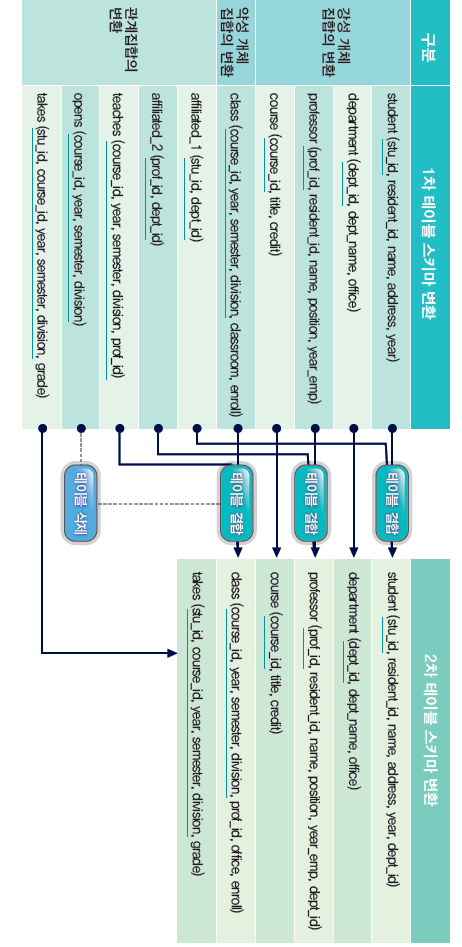 구분
1차 테이블 스키마 변환
2차 테이블 스키마 변환
강성 개체
집합의 변환
student (stu_id, resident_id, name, address, year)
department (dept_id, dept_name, office)
professor (prof_id, resident_id, name, position, year_emp)
course (course_id, title, credit)
약성 개체
집합의 변환
class (course_id, year, semester, division, classroom, enroll)
관계집합의
변환
affiliated_1 (stu_id, dept_id)
affiliated_2 (prof_id, dept_id)
teaches (course_id, year, semester, division, prof_id)
opens (course_id, year, semester, division)
takes (stu_id, course_id, year, semester, division, grade)
테이블 결합
테이블 결합
테이블 결합
테이블 삭제
student (stu_id, resident_id, name, address, year, dept_id)
department (dept_id, dept_name, office)
professor (prof_id, resident_id, name, position, year_emp, dept_id)
course (course_id, title, credit)
class (course_id, year, semester, division, prof_id, office, enroll)
takes (stu_id, course_id, year, semester, division, grade)